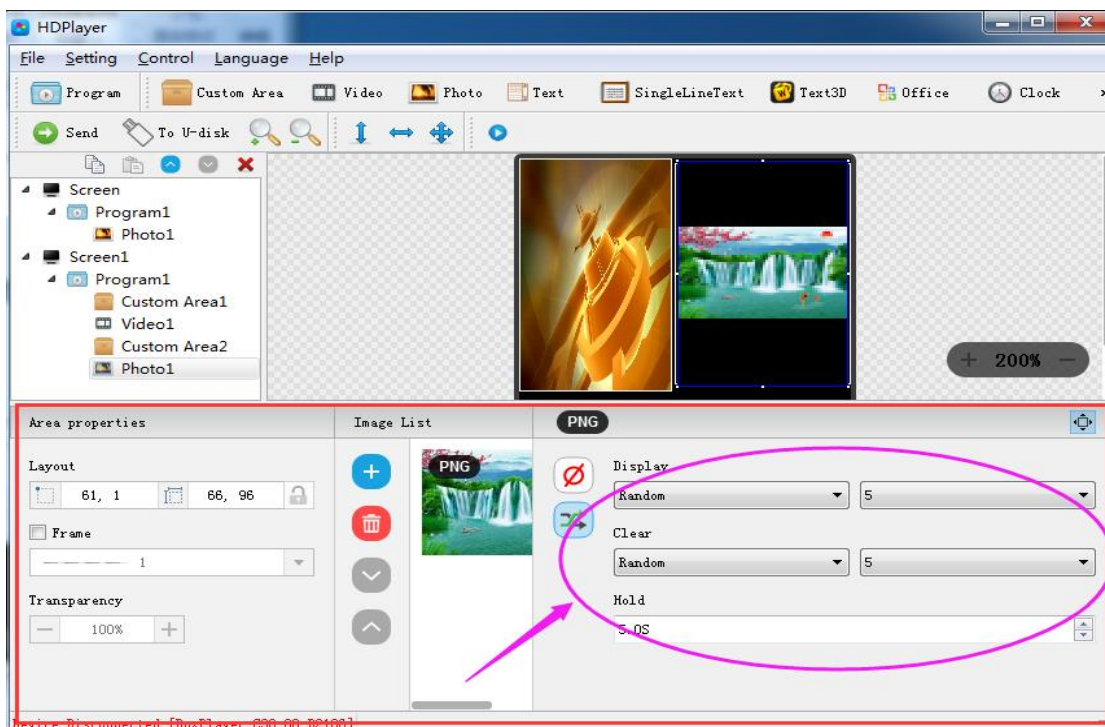 HDPlayer
File Setting Control Language Help
Program Custom Area Video Photo Text SingleLineText Text3D Office Clock
Send To U-disk
Screen
Program1
Photo1
Screen1
Program1
Custom Area1
Video1
Custom Area2
Photo1
200%
Area properties Image List PNG
Layout PNG Display
61, 1 66, 96 Random 5
Frame Clear
1 Random 5
Transparency Hold
100% 5.0S